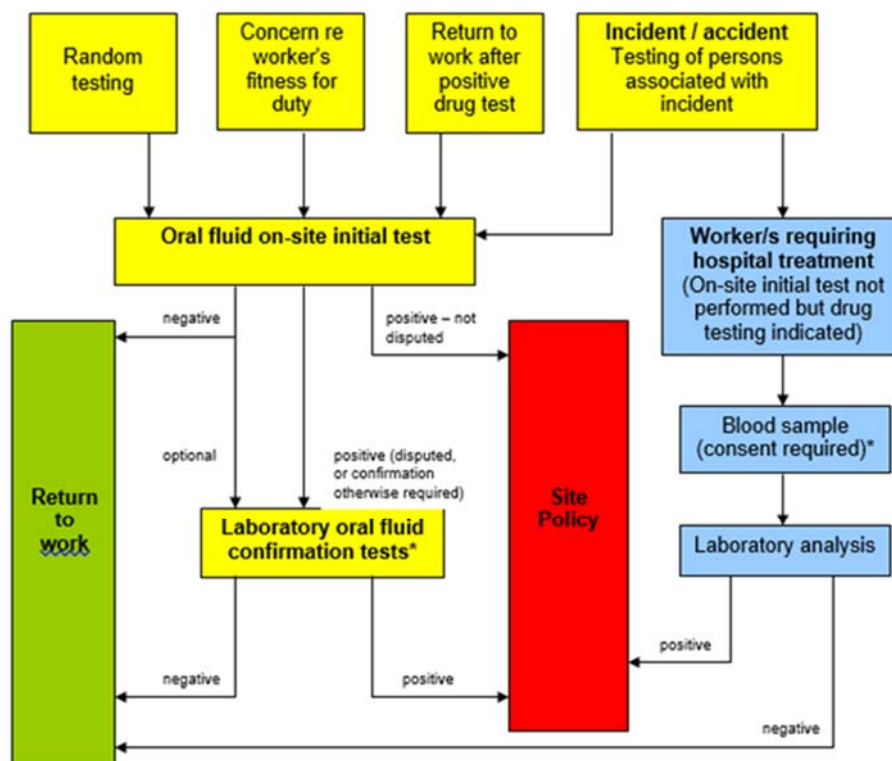 Random
testing
Concern re
worker's
fitness for
duty
Return to
work after
positive
drug test
Incident / accident
Testing of persons
associated with
incident
Oral fluid on-site initial test
Worker/s requiring
hospital treatment
(On-site initial test not
performed but drug
testing indicated)
negative
positive – not
disputed
Blood sample
(consent required)*
optional
positive (disputed,
or confirmation
otherwise required)
Return
to
work
Site
Policy
Laboratory oral fluid
confirmation tests*
Laboratory analysis
positive
negative
positive
negative